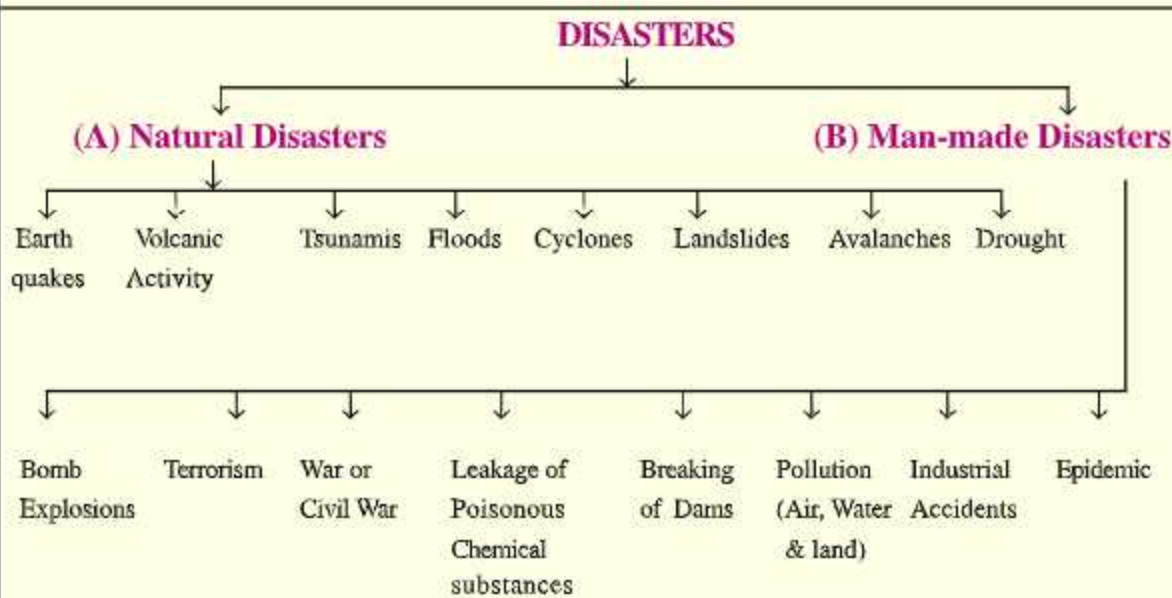 DISASTERS
(A) Natural Disasters (B) Man-made Disasters
Earth Volcanic Tsunamis Floods Cyclones Landslides Avalanches Drought
quakes Activity
Bomb Terrorism War or Leakage of Breaking Pollution Industrial Epidemic
Explosions Civil War Poisonous of Dams (Air, Water Accidents
Chemical & land)
substances